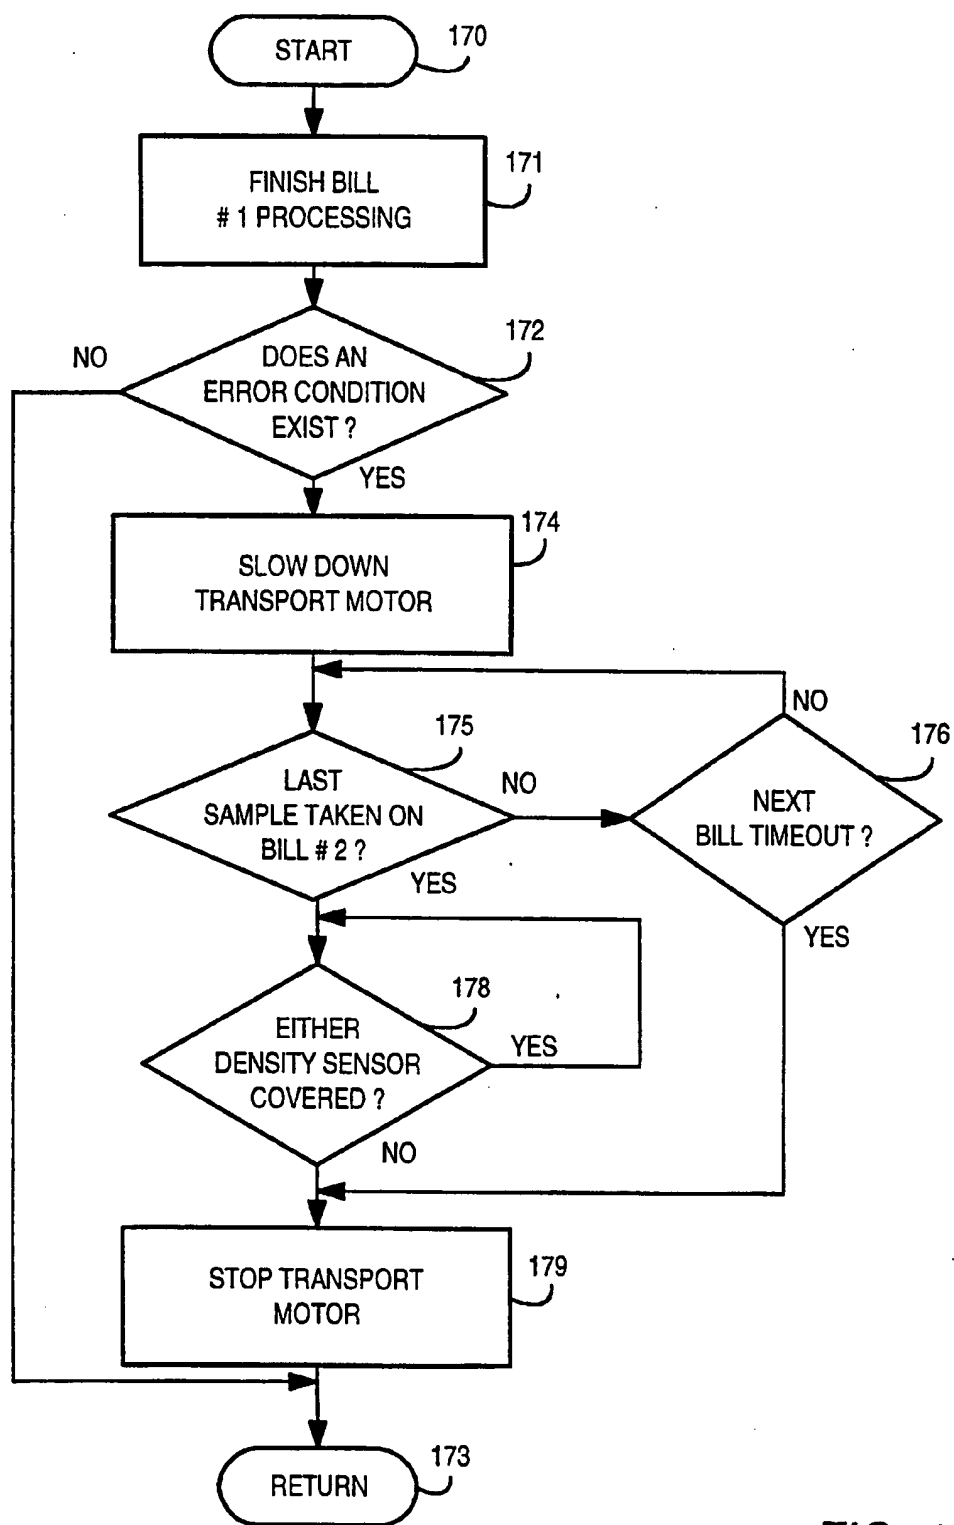 START
170
FINISH BILL
# 1 PROCESSING
171
DOES AN
ERROR CONDITION
EXIST ?
172
NO
YES
SLOW DOWN
TRANSPORT MOTOR
174
LAST
SAMPLE TAKEN ON
BILL # 2 ?
175
NO
YES
NEXT
BILL TIMEOUT ?
176
NO
YES
EITHER
DENSITY SENSOR
COVERED ?
178
YES
NO
STOP TRANSPORT
MOTOR
179
RETURN
173